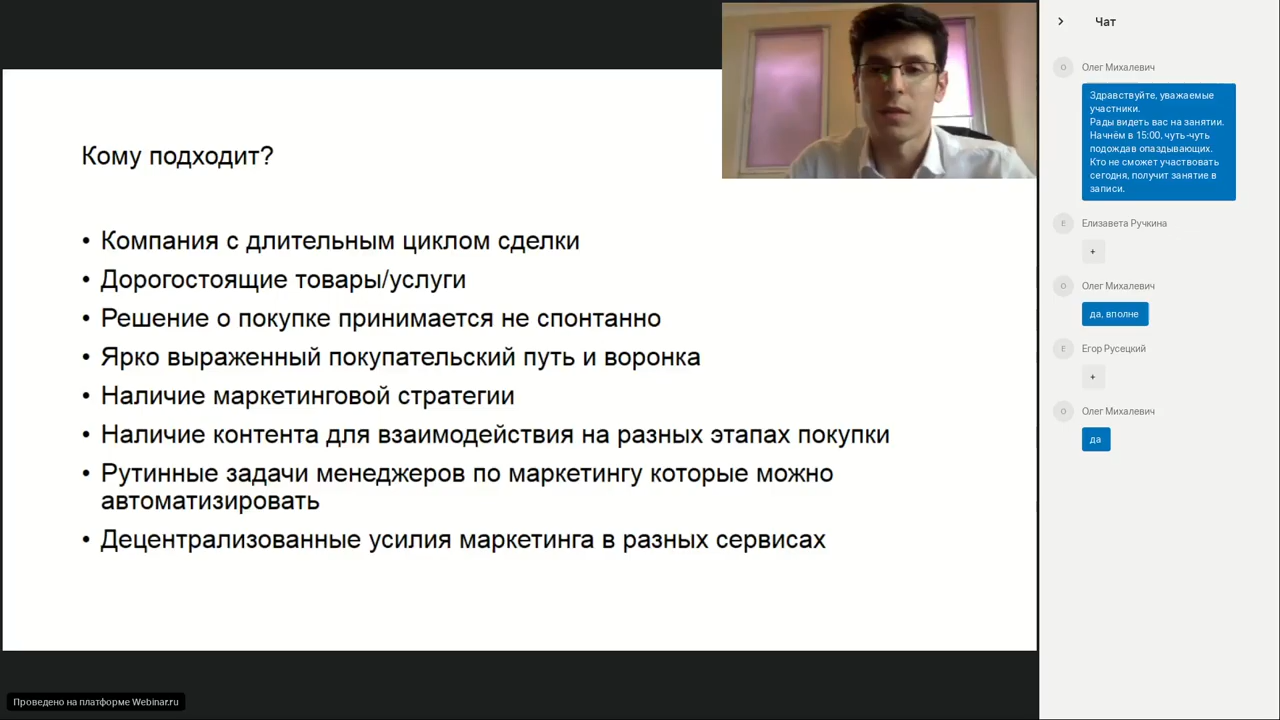 Кому подходит?
• Компания с длительным циклом сделки
• Дорогостоящие товары/услуги
• Решение о покупке принимается не спонтанно
• Ярко выраженный покупательский путь и воронка
• Наличие маркетинговой стратегии
• Наличие контента для взаимодействия на разных этапах покупки
• Рутинные задачи менеджеров по маркетингу которые можно
автоматизировать
• Децентрализованные усилия маркетинга в разных сервисах
Проведено на платформе Webinar.ru
Чат
О
Олег Михалевич
Здравствуйте, уважаемые
участники.
Рады видеть вас на занятии.
Начнём в 15:00, чуть-чуть
подождав опаздывающих.
Кто не сможет участвовать
сегодня, получит занятие в
записи.
Е
Елизавета Ручкина
+
О
Олег Михалевич
да, вполне
Е
Егор Русецкий
+
О
Олег Михалевич
да